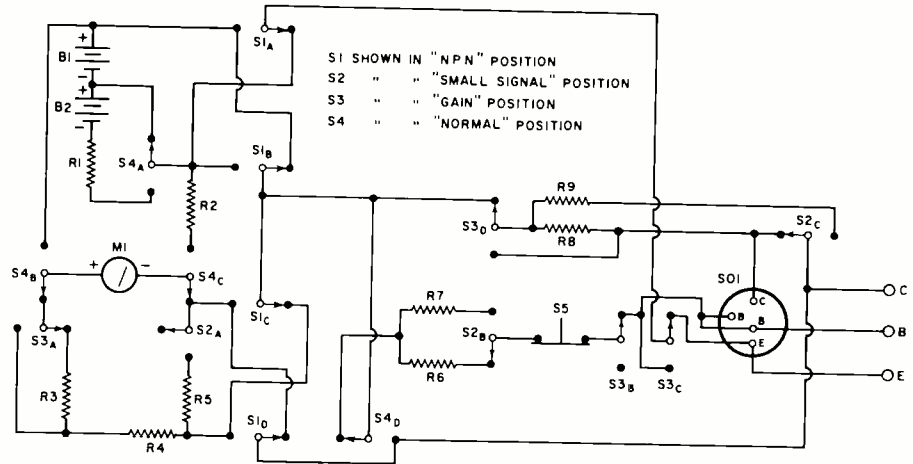 S1A
S1 SHOWN IN "NPN" POSITION
S2 " " "SMALL SIGNAL" POSITION
S3 " " "GAIN" POSITION
S4 " " "NORMAL" POSITION
+
B1
-
+
B2
-
R1
S4A
S1B
R2
R9
S3D
R8
S2C
M1
+
-
S4B
S4C
SO1
C
C
S1C
R7
S5
B
B
B
S3A
S2A
S2B
E
R6
S3B
S3C
E
R3
R5
S4D
S1D
R4